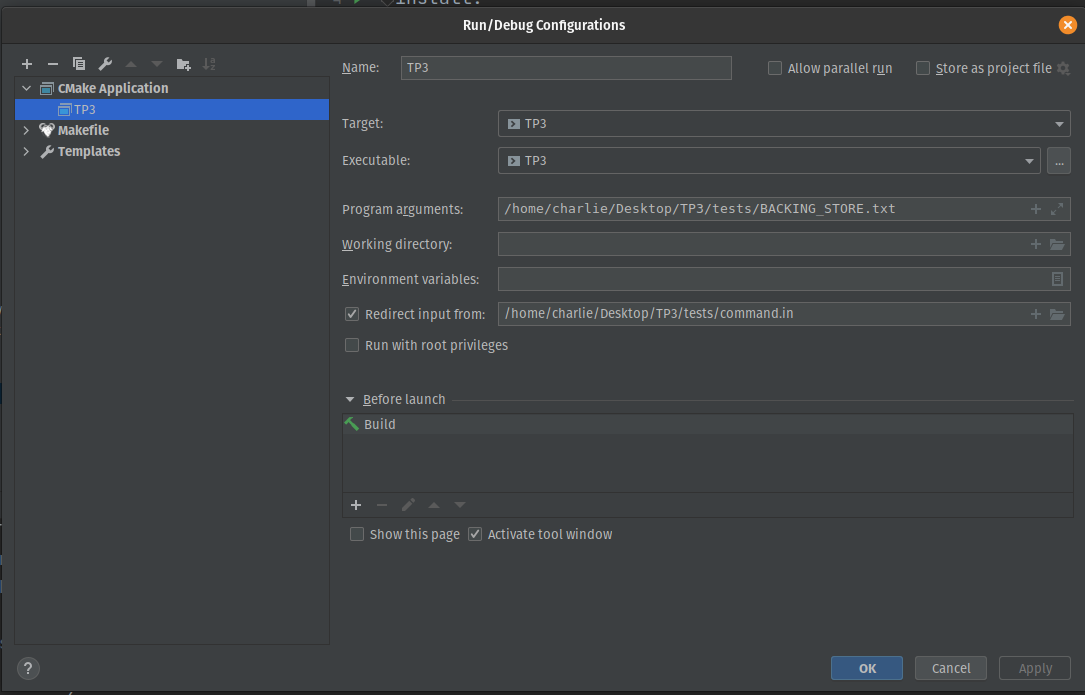 install:
Run/Debug Configurations
Name: TP3
Allow parallel run
Store as project file
CMake Application
TP3
Makefile
Templates
Target: TP3
Executable: TP3
...
Program arguments: /home/charlie/Desktop/TP3/tests/BACKING_STORE.txt
Working directory:
Environment variables:
Redirect input from: /home/charlie/Desktop/TP3/tests/command.in
Run with root privileges
Before launch
Build
Show this page
Activate tool window
?
OK
Cancel
Apply